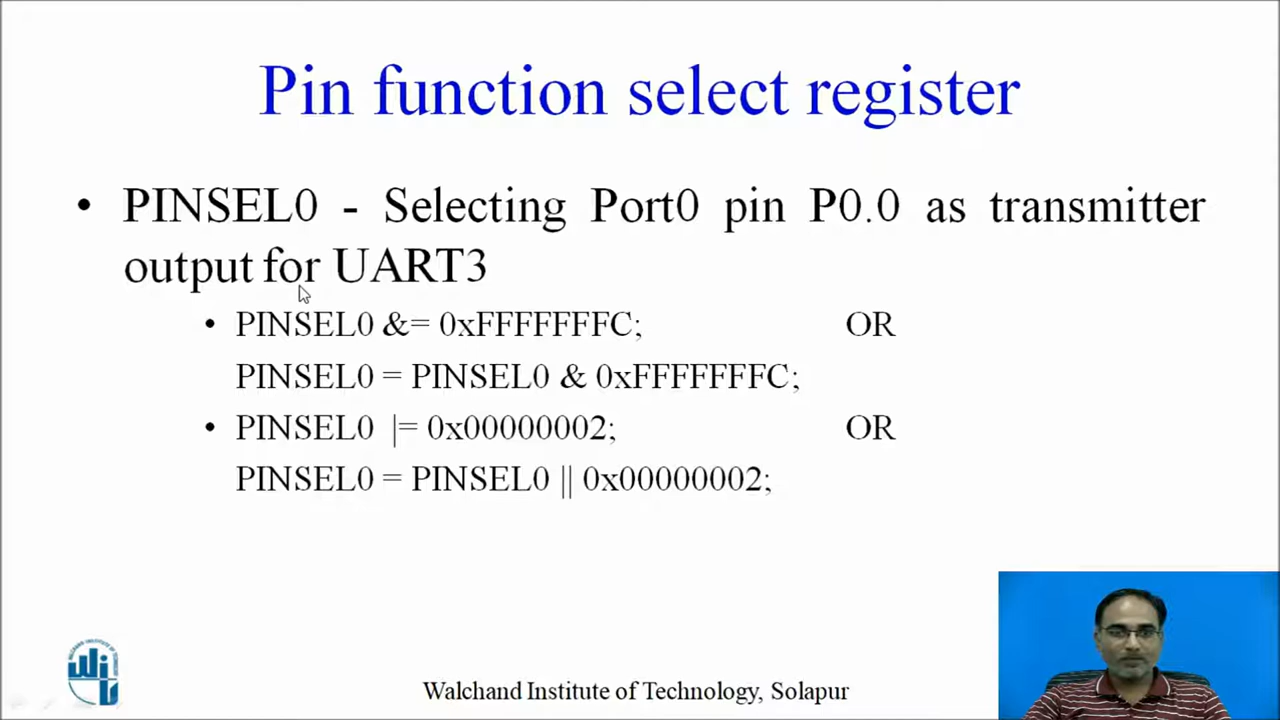 Pin function select register
• PINSEL0 - Selecting Port0 pin P0.0 as transmitter
output for UART3
• PINSEL0 &= 0xFFFFFFFC; OR
PINSEL0 = PINSEL0 & 0xFFFFFFFC;
• PINSEL0 |= 0x00000002; OR
PINSEL0 = PINSEL0 || 0x00000002;
Walchand Institute of Technology, Solapur